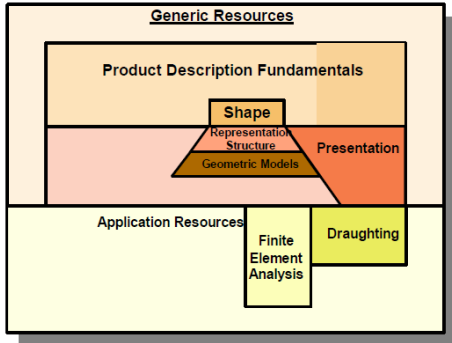 Generic Resources
Product Description Fundamentals
Shape
Representation
Structure
Presentation
Geometric Models
Application Resources
Finite
Element
Analysis
Draughting